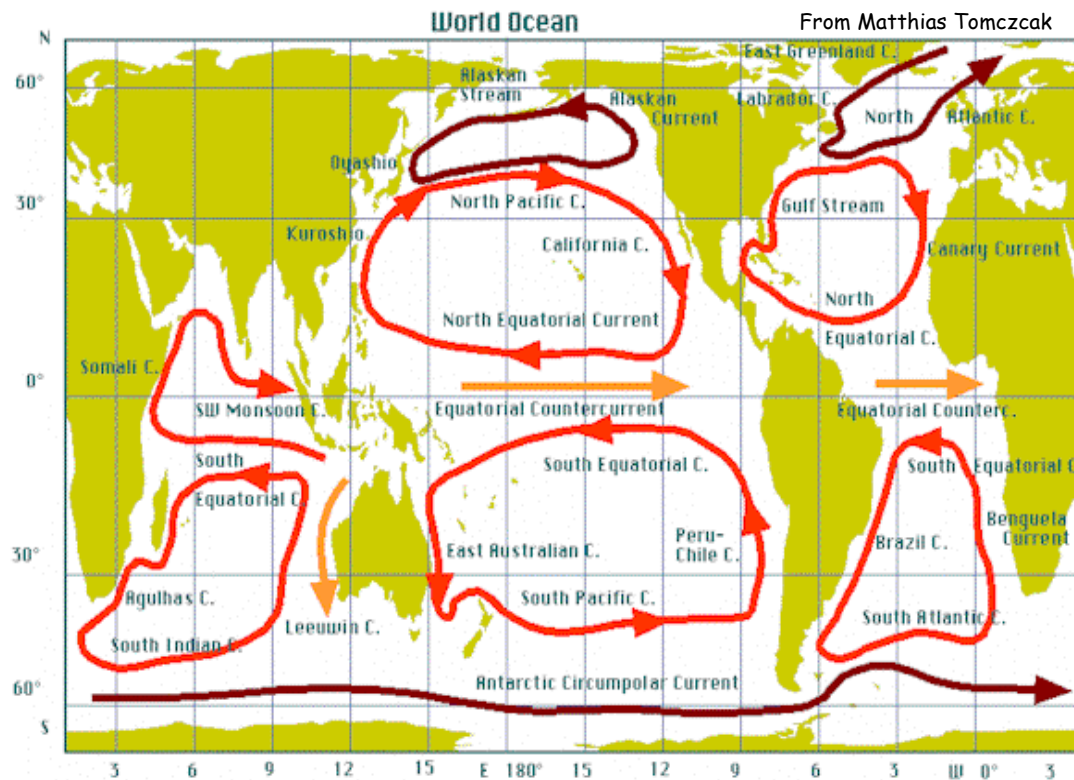 World Ocean
From Matthias Tomczcak
N
East Greenland C.
60°
Alaskan
Stream
Alaskan
Current
Labrador C.
North
Atlantic C.
Oyashio
30°
North Pacific C.
Gulf Stream
Kuroshio
California C.
Canary Current
North Equatorial Current
North
Equatorial C.
Somali C.
0°
SW Monsoon C.
Equatorial Countercurrent
Equatorial Counterc.
South
Equatorial C.
South Equatorial C.
South
Equatorial C
Benguela
Current
30°
East Australian C.
Peru-
Chile C.
Brazil C.
Agulhas C.
South Pacific C.
South Atlantic C.
South Indian C.
Leeuwin C.
60°
Antarctic Circumpolar Current
S
3 6 9 12 15 E 180° 15 12 9 6 3 W 0° 3